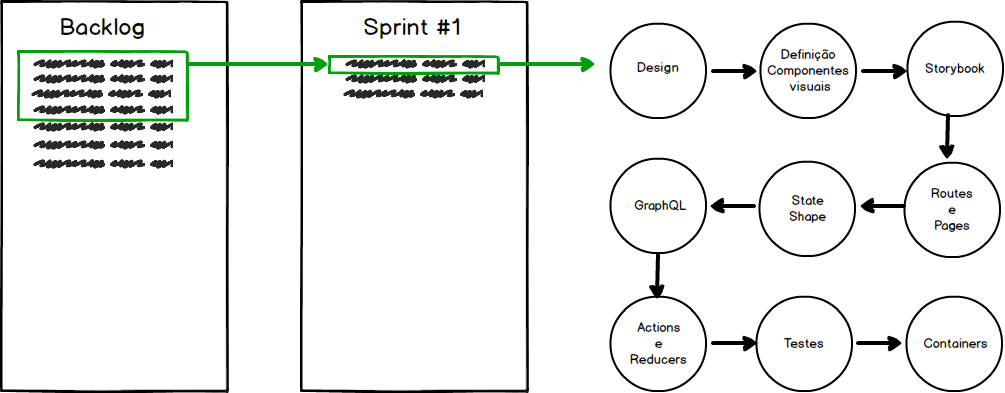 Backlog
Sprint #1
Design
Definição
Componentes
visuais
Storybook
Routes
e
Pages
State
Shape
GraphQL
Actions
e
Reducers
Testes
Containers